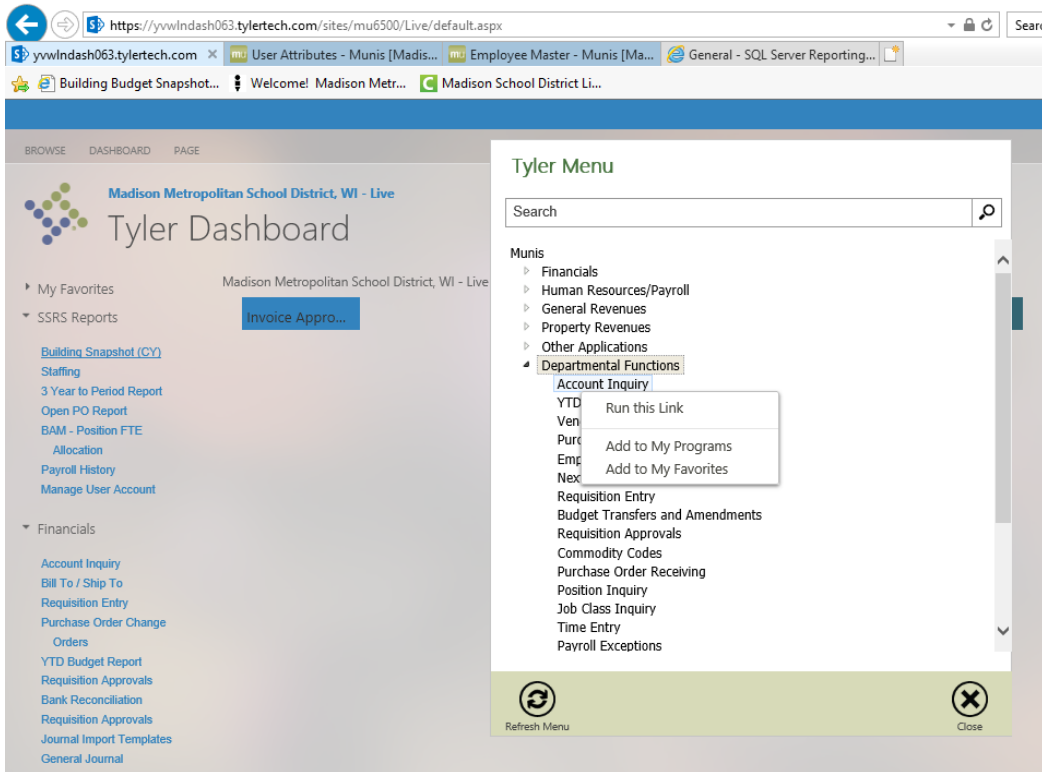 https://yvwlndash063.tylertech.com/sites/mu6500/Live/default.aspx
Sear
yvwlndash063.tylertech.com
User Attributes - Munis [Madis...
Employee Master - Munis [Ma...
General - SQL Server Reporting...
Building Budget Snapshot...
Welcome! Madison Metr...
Madison School District Li...
BROWSE DASHBOARD PAGE
Madison Metropolitan School District, WI - Live
Tyler Dashboard
My Favorites
SSRS Reports
Building Snapshot (CY)
Staffing
3 Year to Period Report
Open PO Report
BAM - Position FTE
Allocation
Payroll History
Manage User Account
Financials
Account Inquiry
Bill To / Ship To
Requisition Entry
Purchase Order Change
Orders
YTD Budget Report
Requisition Approvals
Bank Reconciliation
Requisition Approvals
Journal Import Templates
General Journal
Madison Metropolitan School District, WI - Live
Invoice Appro...
Tyler Menu
Search
Munis
Financials
Human Resources/Payroll
General Revenues
Property Revenues
Other Applications
Departmental Functions
Account Inquiry
YTD
Ven
Purc
Emp
Nex
Run this Link
Add to My Programs
Add to My Favorites
Requisition Entry
Budget Transfers and Amendments
Requisition Approvals
Commodity Codes
Purchase Order Receiving
Position Inquiry
Job Class Inquiry
Time Entry
Payroll Exceptions
Refresh Menu
Close